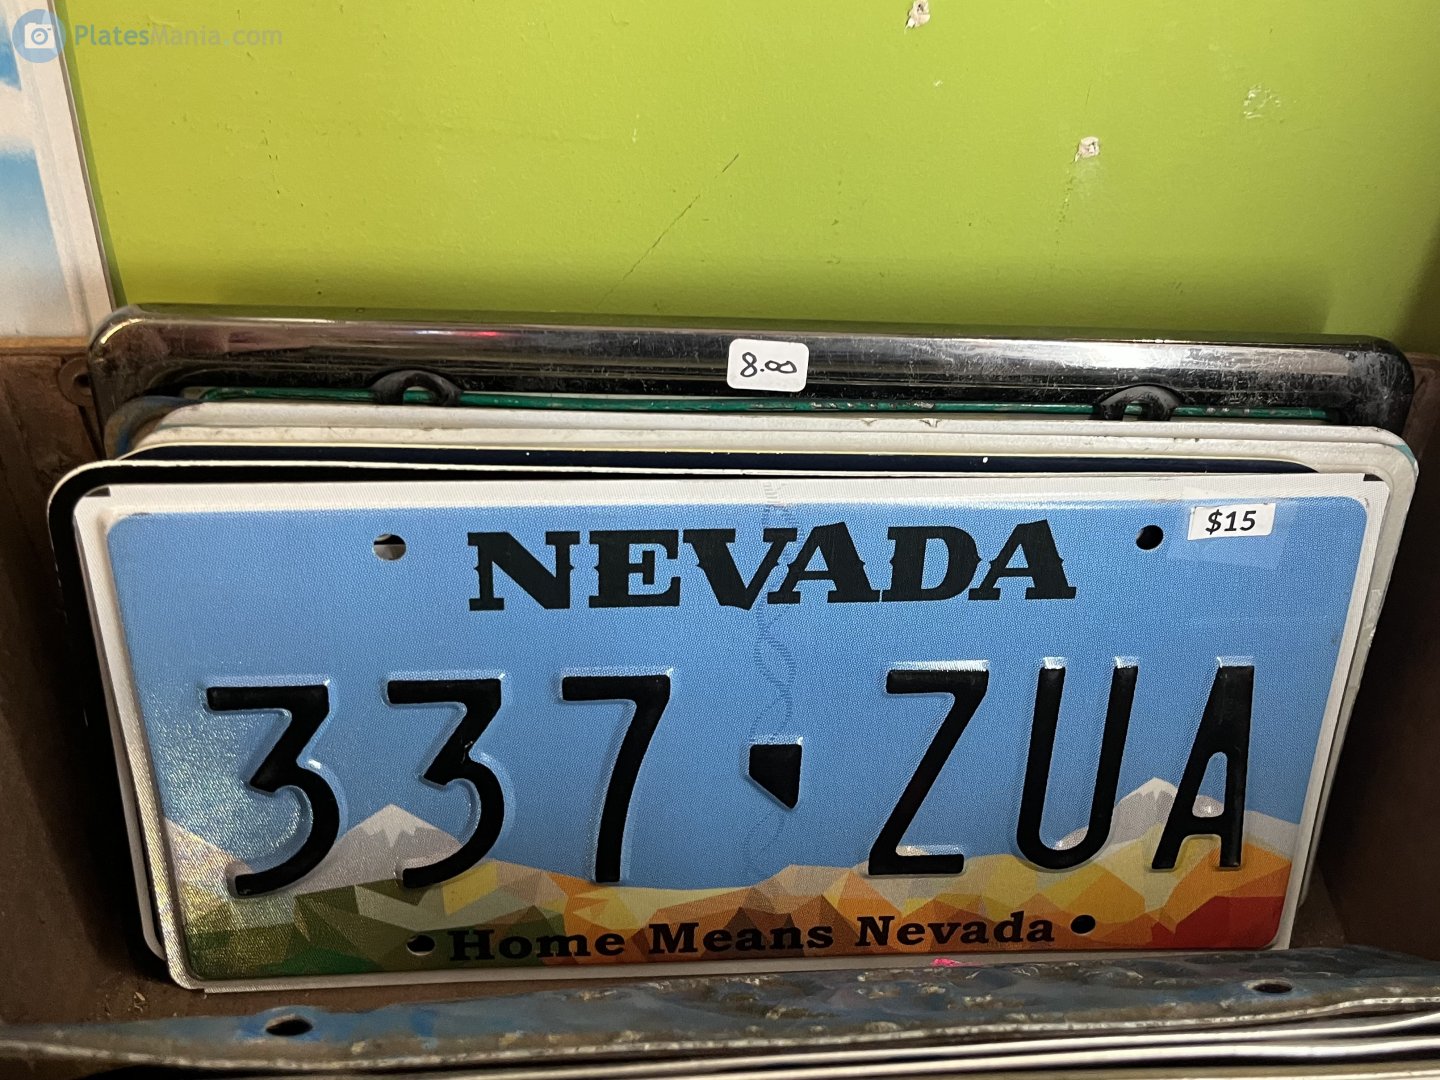 PlatesMania.com
8.00
NEVADA
$15
337 ZUA
Home Means Nevada